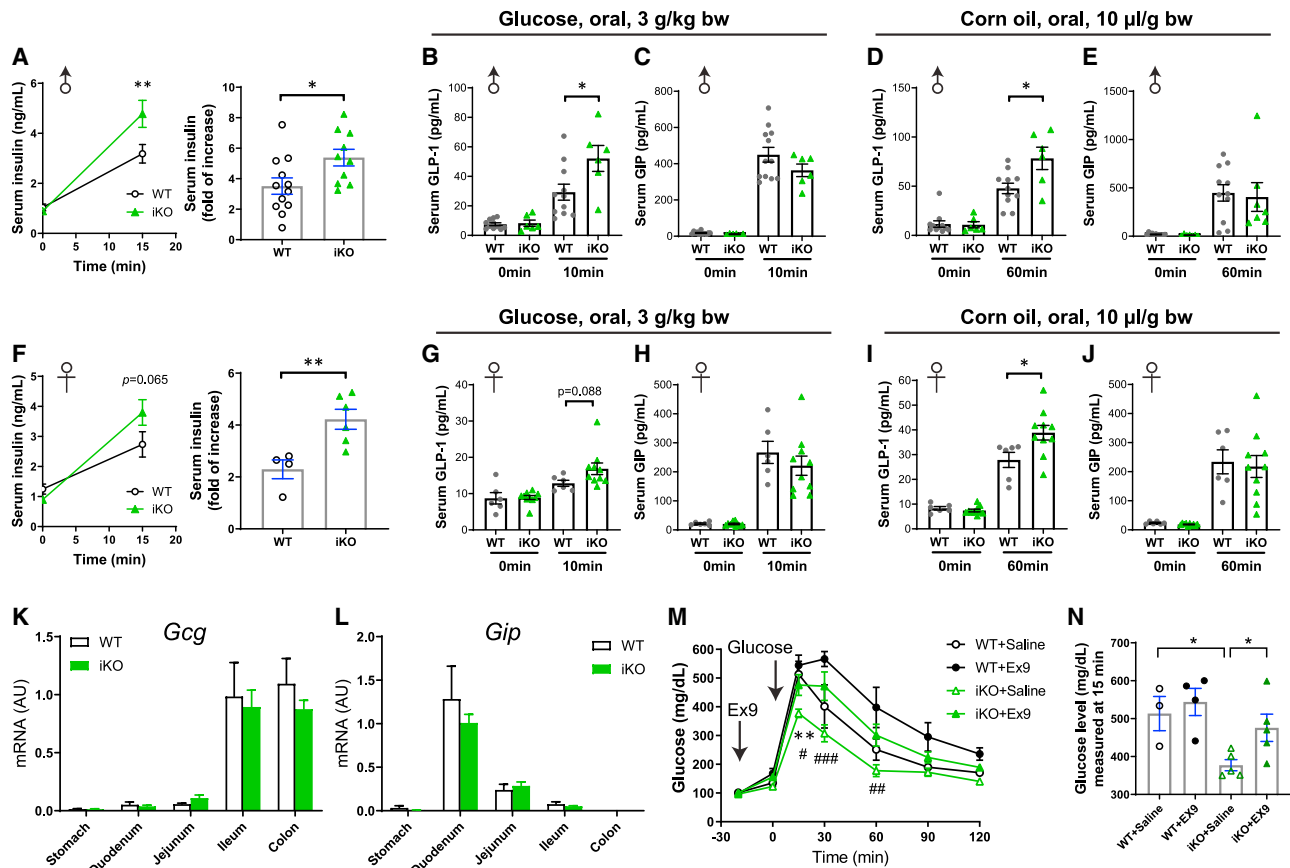 Glucose, oral, 3 g/kg bw
Corn oil, oral, 10 µl/g bw
A
Serum insulin (ng/mL)
6
4
2
0
0
5
10
15
20
Time (min)
**
WT
iKO
Serum insulin
(fold of increase)
10
8
6
4
2
0
*
WT
iKO
B
Serum GLP-1 (pg/mL)
100
80
60
40
20
0
*
WT
iKO
WT
iKO
0min
10min
C
Serum GIP (pg/mL)
800
600
400
200
0
WT
iKO
WT
iKO
0min
10min
D
Serum GLP-1 (pg/mL)
150
100
50
0
*
WT
iKO
WT
iKO
0min
60min
E
Serum GIP (pg/mL)
1500
1000
500
0
WT
iKO
WT
iKO
0min
60min
Glucose, oral, 3 g/kg bw
Corn oil, oral, 10 µl/g bw
F
Serum insulin (ng/mL)
5
4
3
2
1
0
5
10
15
20
Time (min)
p=0.065
WT
iKO
Serum insulin
(fold of increase)
6
4
2
0
**
WT
iKO
G
Serum GLP-1 (pg/mL)
40
30
20
10
0
p=0.088
WT
iKO
WT
iKO
0min
10min
H
Serum GIP (pg/mL)
500
400
300
200
100
0
WT
iKO
WT
iKO
0min
10min
I
Serum GLP-1 (pg/mL)
60
40
20
0
*
WT
iKO
WT
iKO
0min
60min
J
Serum GIP (pg/mL)
500
400
300
200
100
0
WT
iKO
WT
iKO
0min
60min
K
Gcg
WT
iKO
mRNA (AU)
1.5
1.0
0.5
0.0
Stomach
Duodenum
Jejunum
Ileum
Colon
L
Gip
WT
iKO
mRNA (AU)
2.0
1.5
1.0
0.5
0.0
Stomach
Duodenum
Jejunum
Ileum
Colon
M
Glucose
Ex9
Glucose (mg/dL)
600
500
400
300
200
100
0
-30
0
30
60
90
120
Time (min)
**
#
###
##
WT+Saline
WT+Ex9
iKO+Saline
iKO+Ex9
N
Glucose level (mg/dL)
measured at 15 min
700
600
500
400
300
*
*
WT+Saline
WT+EX9
iKO+Saline
iKO+EX9